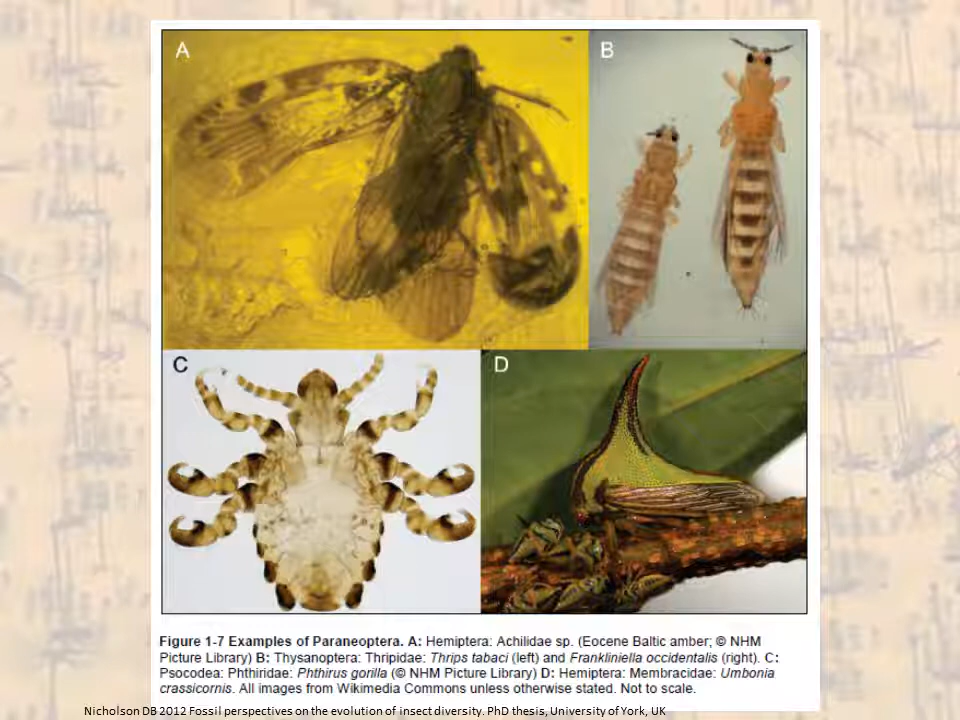 A
B
C
D
Figure 1-7 Examples of Paraneoptera. A: Hemiptera: Achilidae sp. (Eocene Baltic amber; © NHM
Picture Library) B: Thysanoptera: Thripidae: Thrips tabaci (left) and Frankliniella occidentalis (right). C:
Psocodea: Phthiridae: Phthirus gorilla (© NHM Picture Library) D: Hemiptera: Membracidae: Umbonia
crassicornis. All images from Wikimedia Commons unless otherwise stated. Not to scale.
Nicholson DB 2012 Fossil perspectives on the evolution of insect diversity. PhD thesis, University of York, UK